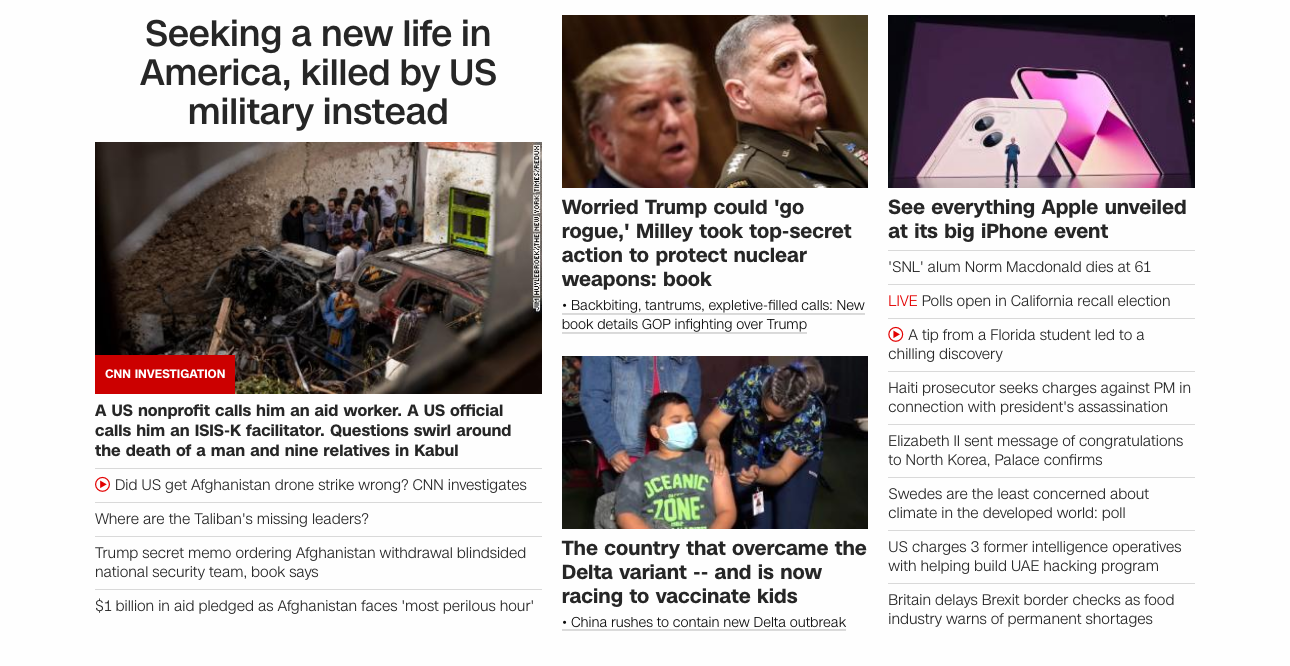 Seeking a new life in
America, killed by US
military instead
JIM HUYLEBROEK/THE NEW YORK TIMES/REDUX
CNN INVESTIGATION
A US nonprofit calls him an aid worker. A US official
calls him an ISIS-K facilitator. Questions swirl around
the death of a man and nine relatives in Kabul
Did US get Afghanistan drone strike wrong? CNN investigates
Where are the Taliban's missing leaders?
Trump secret memo ordering Afghanistan withdrawal blindsided
national security team, book says
$1 billion in aid pledged as Afghanistan faces 'most perilous hour'
Worried Trump could 'go
rogue,' Milley took top-secret
action to protect nuclear
weapons: book
• Backbiting, tantrums, expletive-filled calls: New
book details GOP infighting over Trump
OCEANIC
ZONE
The country that overcame the
Delta variant -- and is now
racing to vaccinate kids
• China rushes to contain new Delta outbreak
See everything Apple unveiled
at its big iPhone event
'SNL' alum Norm Macdonald dies at 61
LIVE Polls open in California recall election
A tip from a Florida student led to a
chilling discovery
Haiti prosecutor seeks charges against PM in
connection with president's assassination
Elizabeth II sent message of congratulations
to North Korea, Palace confirms
Swedes are the least concerned about
climate in the developed world: poll
US charges 3 former intelligence operatives
with helping build UAE hacking program
Britain delays Brexit border checks as food
industry warns of permanent shortages